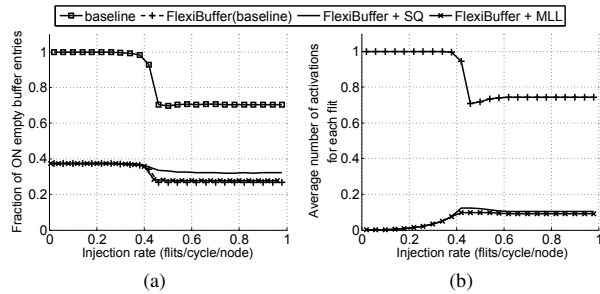 baseline FlexiBuffer(baseline) FlexiBuffer + SQ FlexiBuffer + MLL
Fraction of ON empty buffer entries
1
0.8
0.6
0.4
0.2
0
0 0.2 0.4 0.6 0.8 1
Injection rate (flits/cycle/node)
(a)
Average number of activations
for each flit
1
0.8
0.6
0.4
0.2
0
0 0.2 0.4 0.6 0.8 1
Injection rate (flits/cycle/node)
(b)